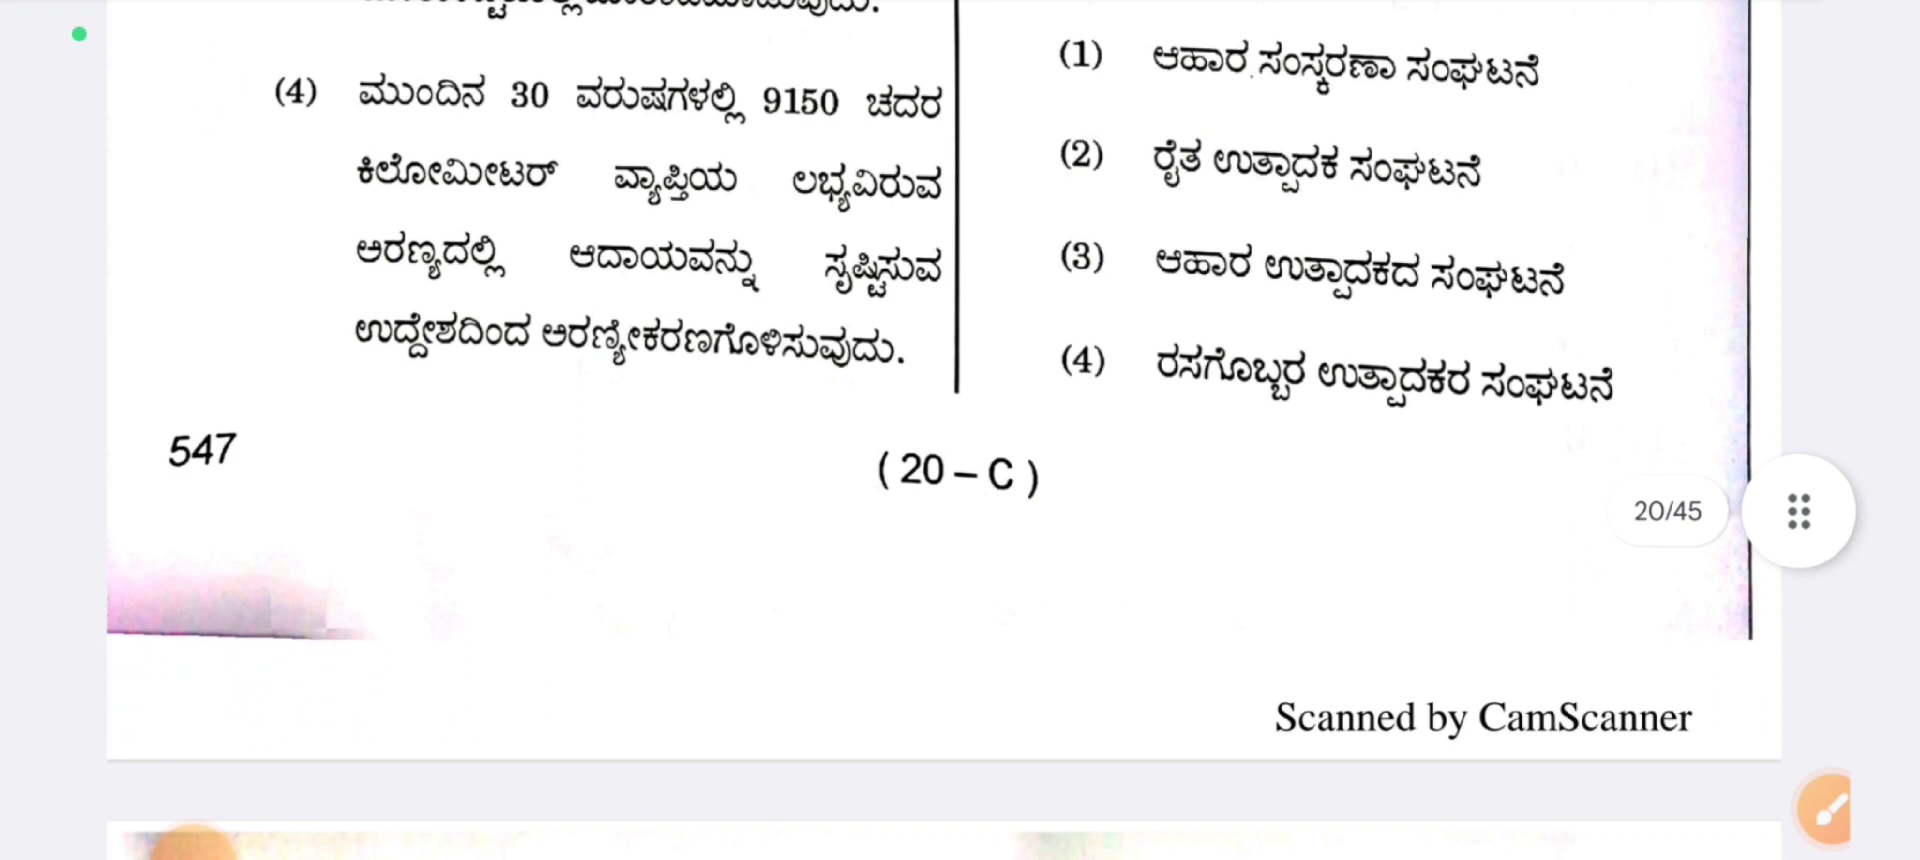 (4) ಮುಂದಿನ 30 ವರುಷಗಳಲ್ಲಿ 9150 ಚದರ
ಕಿಲೋಮೀಟರ್ ವ್ಯಾಪ್ತಿಯ ಲಭ್ಯವಿರುವ
ಅರಣ್ಯದಲ್ಲಿ ಆದಾಯವನ್ನು ಸೃಷ್ಟಿಸುವ
ಉದ್ದೇಶದಿಂದ ಅರಣ್ಯೀಕರಣಗೊಳಿಸುವುದು.
(1) ಆಹಾರ ಸಂಸ್ಕರಣಾ ಸಂಘಟನೆ
(2) ರೈತ ಉತ್ಪಾದಕ ಸಂಘಟನೆ
(3) ಆಹಾರ ಉತ್ಪಾದಕದ ಸಂಘಟನೆ
(4) ರಸಗೊಬ್ಬರ ಉತ್ಪಾದಕರ ಸಂಘಟನೆ
547
( 20 – C )
20/45
Scanned by CamScanner